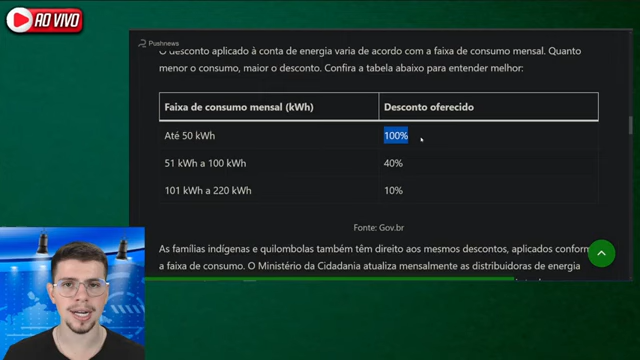 AO VIVO
Pushnews
O desconto aplicado à conta de energia varia de acordo com a faixa de consumo mensal. Quanto
menor o consumo, maior o desconto. Confira a tabela abaixo para entender melhor:
Faixa de consumo mensal (kWh) Desconto oferecido
Até 50 kWh 100%
51 kWh a 100 kWh 40%
101 kWh a 220 kWh 10%
Fonte: Gov.br
As famílias indígenas e quilombolas também têm direito aos mesmos descontos, aplicados conform
a faixa de consumo. O Ministério da Cidadania atualiza mensalmente as distribuidoras de energia